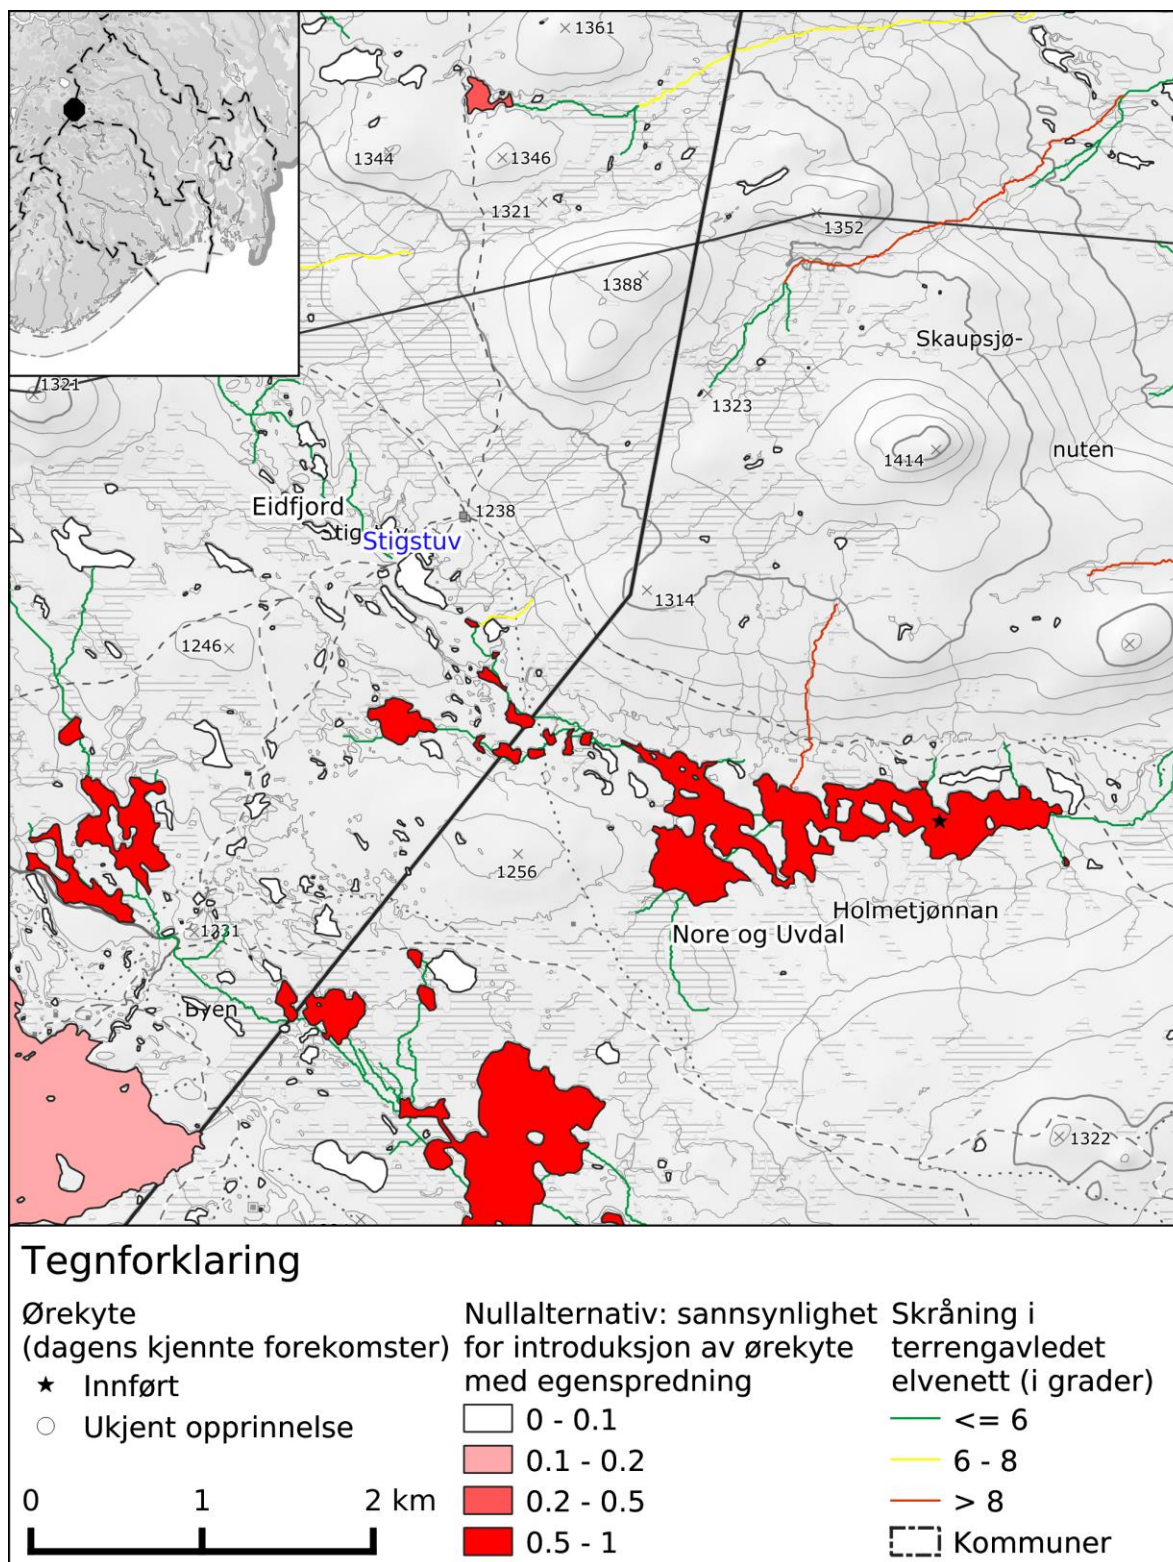 1361
1344
1346
1321
1352
1388
Skaupsjø-
1321
1323
1414
nuten
Eidfjord
1238
Stigstuv
1314
1246
1256
Holmetjønnan
1231
Nore og Uvdal
Byen
1322
Tegnforklaring
Ørekyte
(dagens kjennte forekomster)
Innført
Ukjent opprinnelse
0 1 2 km
Nullalternativ: sannsynlighet
for introduksjon av ørekyte
med egenspredning
0 - 0.1
0.1 - 0.2
0.2 - 0.5
0.5 - 1
Skråning i
terrengavledet
elvenett (i grader)
<= 6
6 - 8
> 8
Kommuner